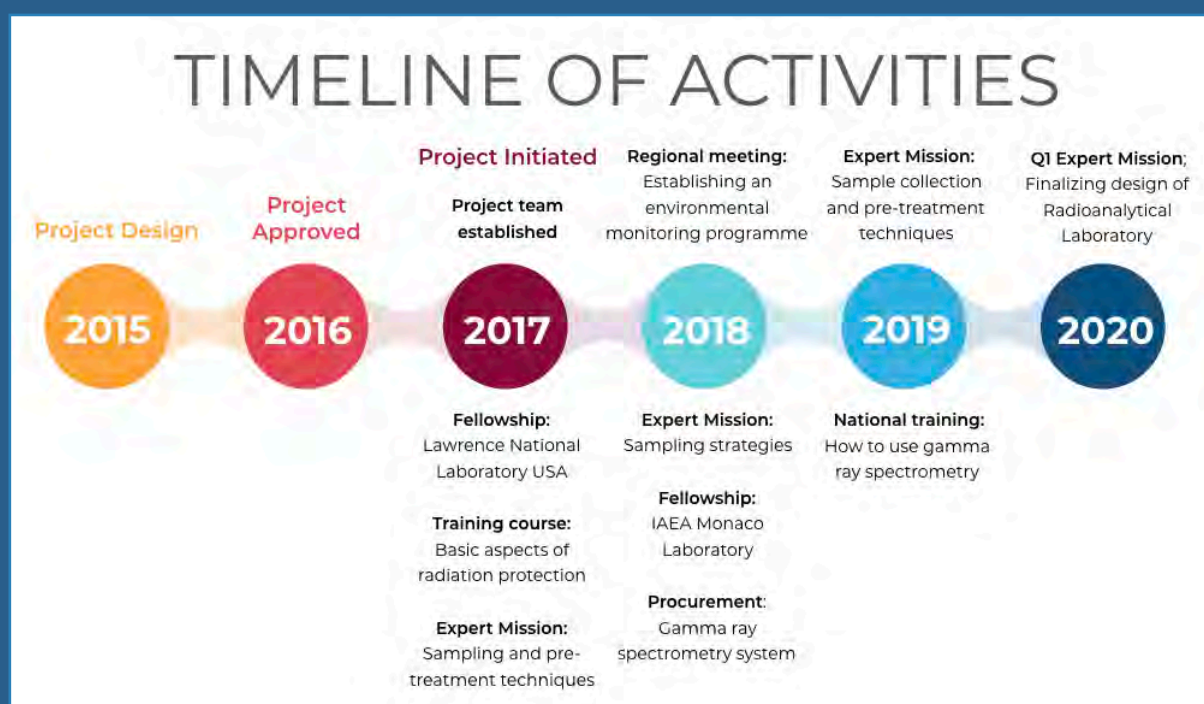 TIMELINE OF ACTIVITIES
Project Design
2015
Project
Approved
2016
Project Initiated
Project team
established
2017
Fellowship:
Lawrence National
Laboratory USA
Training course:
Basic aspects of
radiation protection
Expert Mission:
Sampling and pre-
treatment techniques
Regional meeting:
Establishing an
environmental
monitoring programme
2018
Expert Mission:
Sampling strategies
Fellowship:
IAEA Monaco
Laboratory
Procurement:
Gamma ray
spectrometry system
Expert Mission:
Sample collection
and pre-treatment
techniques
2019
National training:
How to use gamma
ray spectrometry
Q1 Expert Mission;
Finalizing design of
Radioanalytical
Laboratory
2020